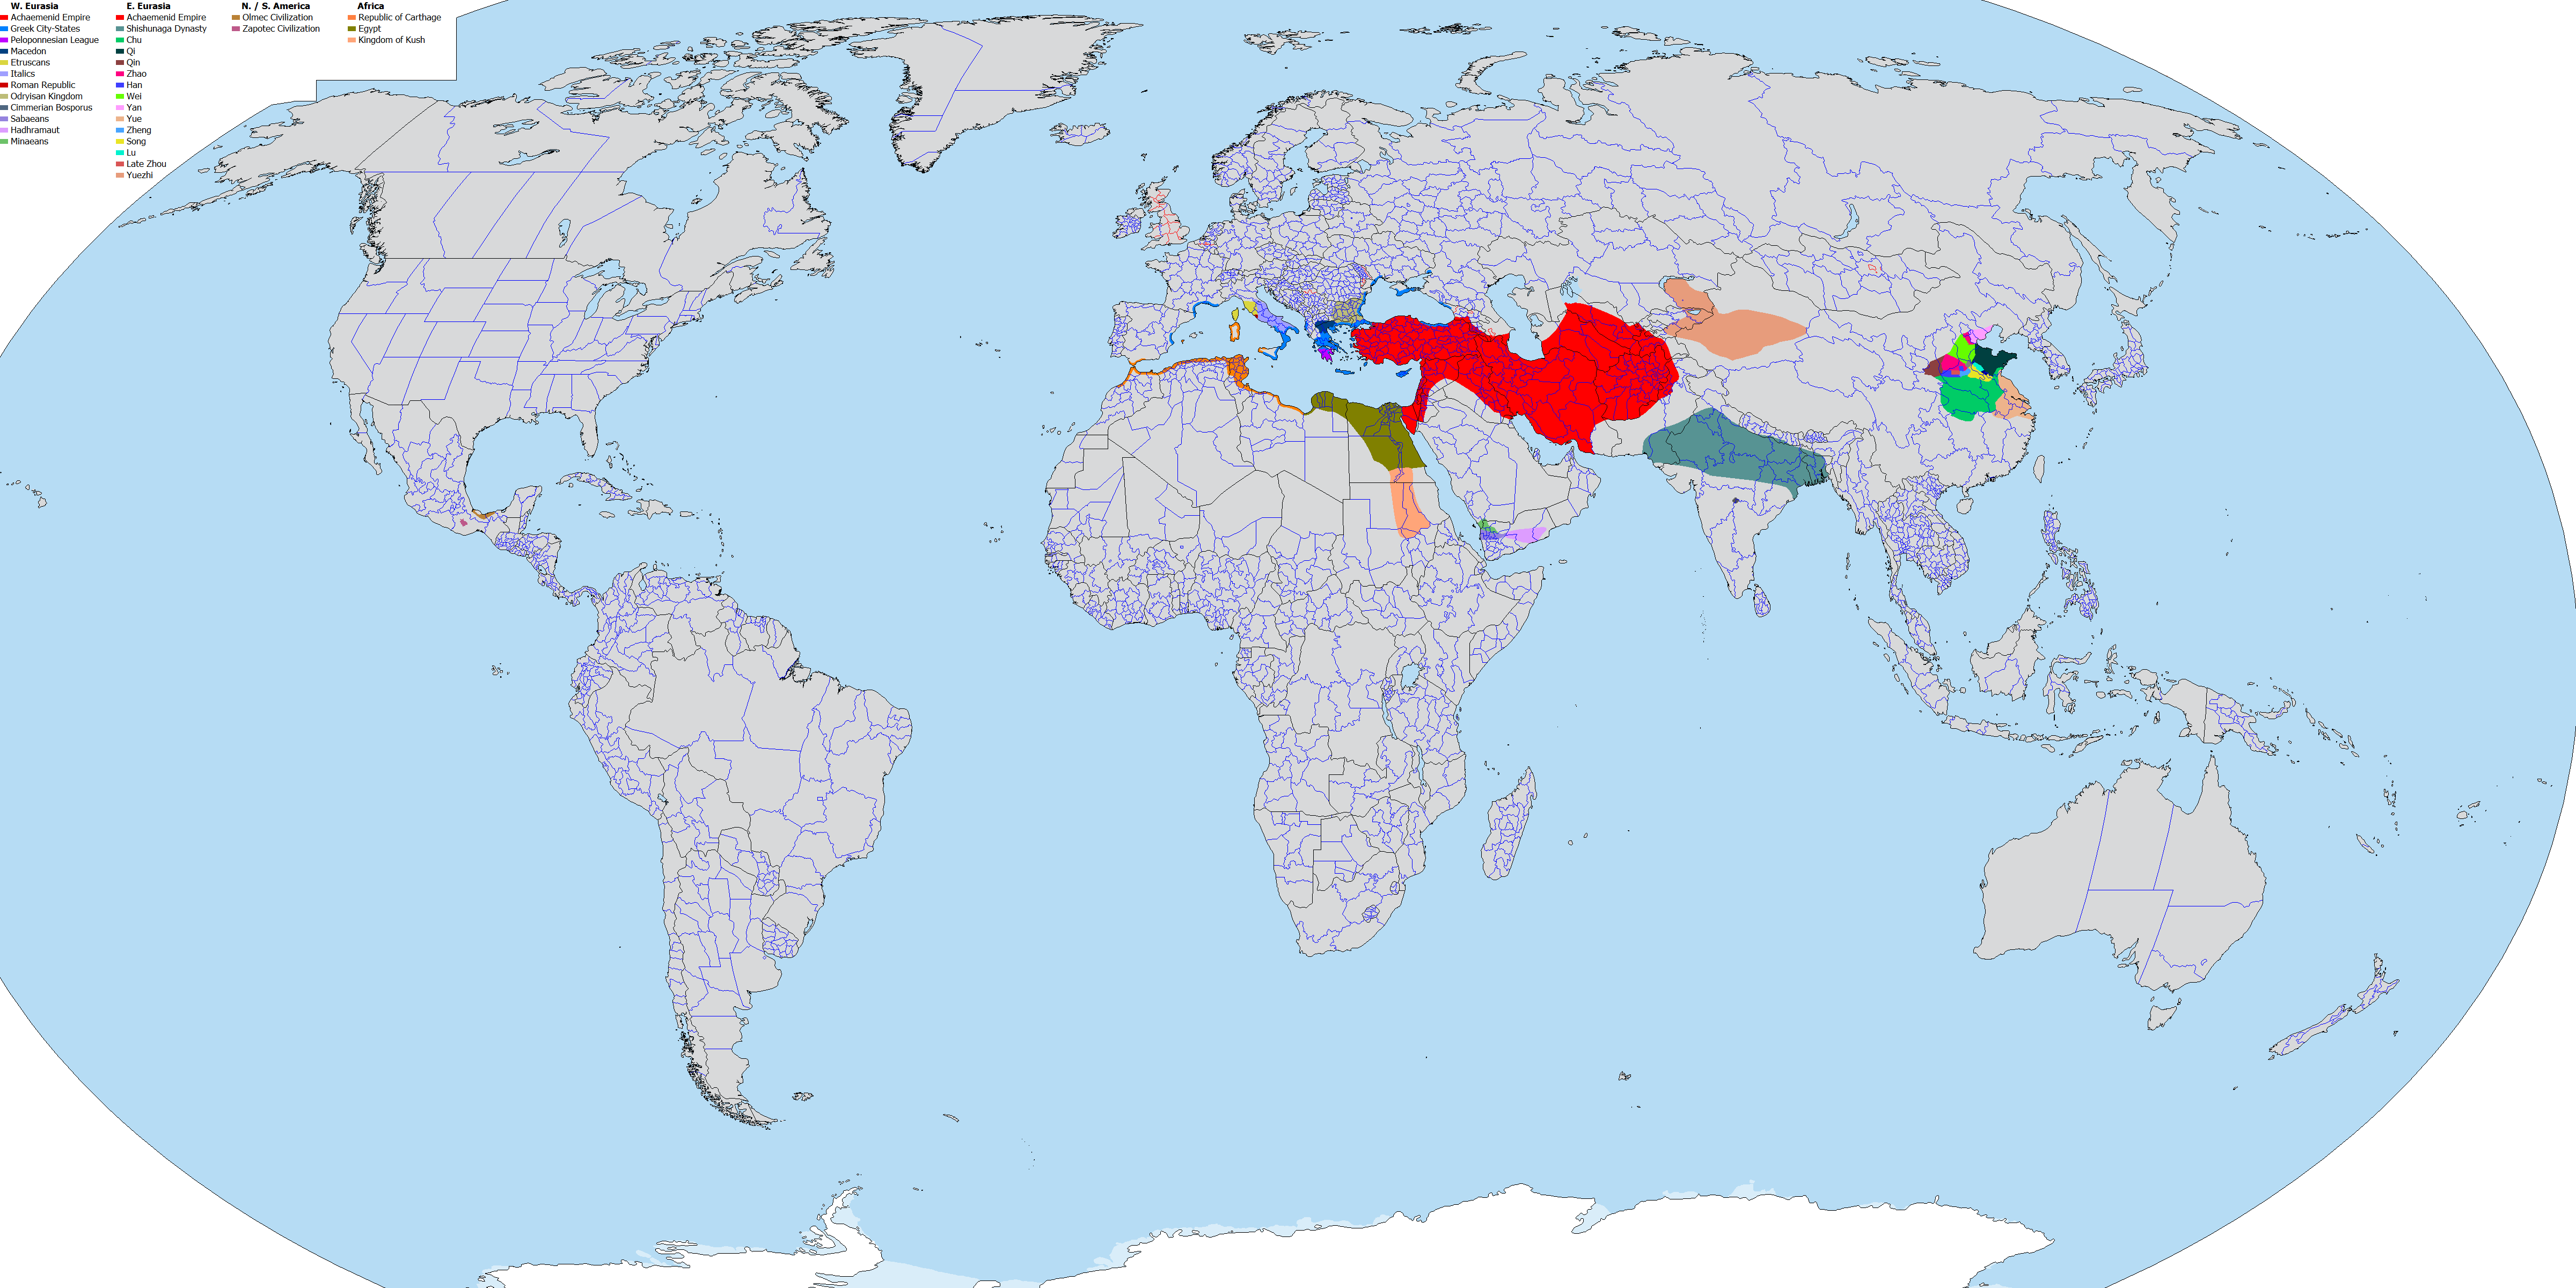 W. Eurasia
Achaemenid Empire
Greek City-States
Peloponnesian League
Macedon
Etruscans
Italics
Roman Republic
Odryisan Kingdom
Cimmerian Bosporus
Sabaeans
Hadhramaut
Minaeans
E. Eurasia
Achaemenid Empire
Shishunaga Dynasty
Chu
Qi
Qin
Zhao
Han
Wei
Yan
Yue
Zheng
Song
Lu
Late Zhou
Yuezhi
N. / S. America
Olmec Civilization
Zapotec Civilization
Africa
Republic of Carthage
Egypt
Kingdom of Kush